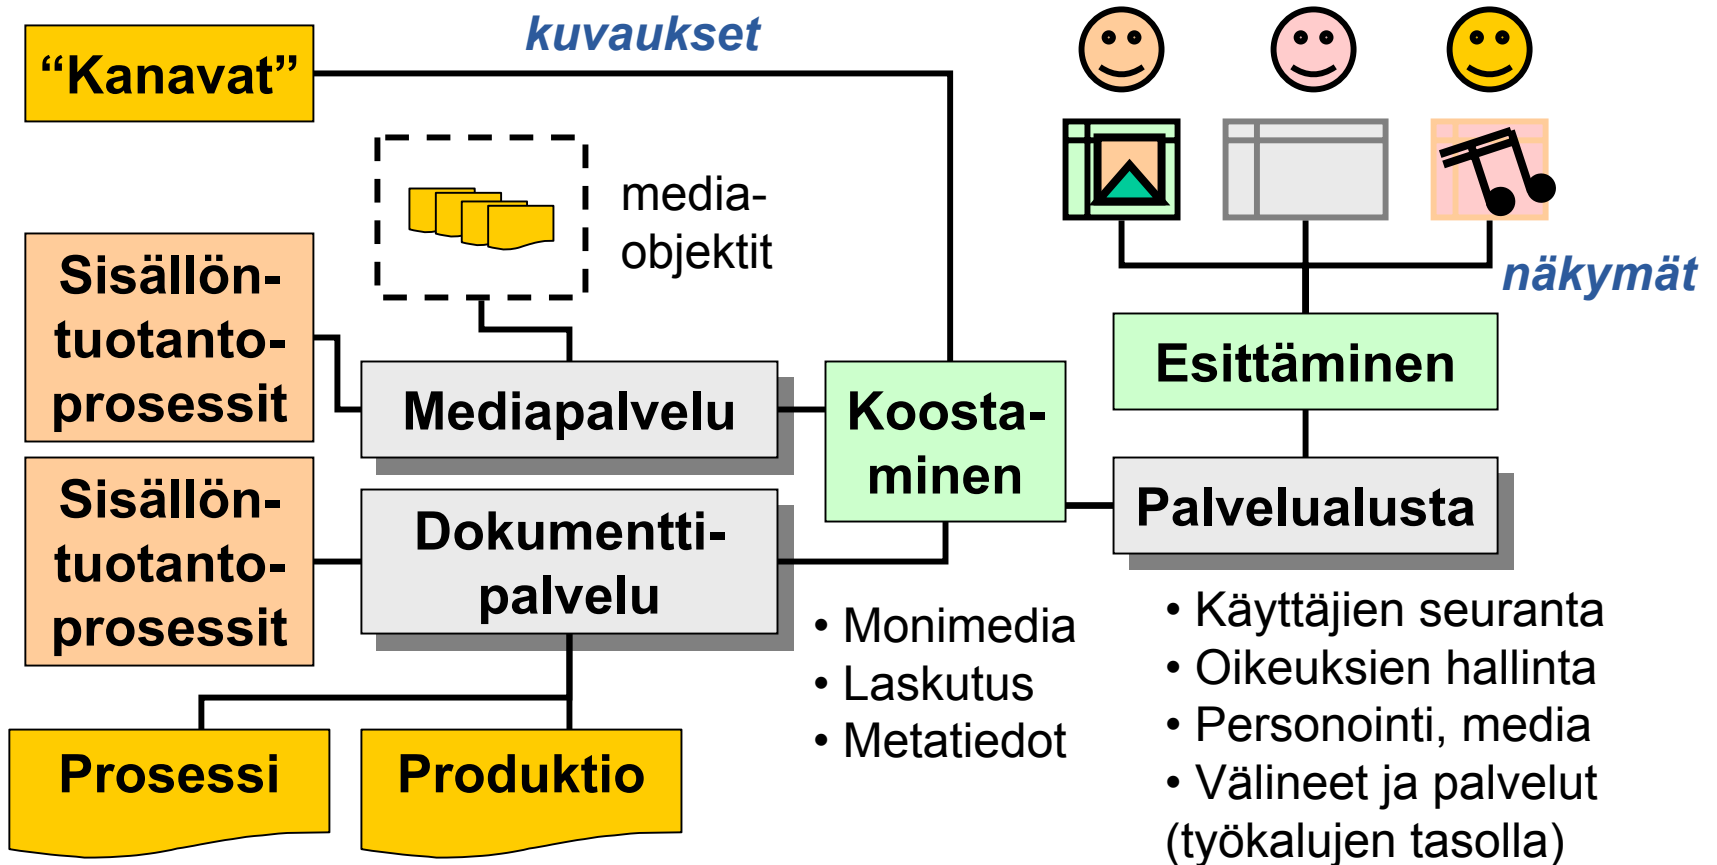 kuvaukset
“Kanavat”
media-
objektit
näkymät
Sisällön-
tuotanto-
prosessit
Mediapalvelu
Koosta-
minen
Esittäminen
Sisällön-
tuotanto-
prosessit
Dokumentti-
palvelu
Palvelualusta
Prosessi
Produktio
• Monimedia
• Laskutus
• Metatiedot
• Käyttäjien seuranta
• Oikeuksien hallinta
• Personointi, media
• Välineet ja palvelut
(työkalujen tasolla)